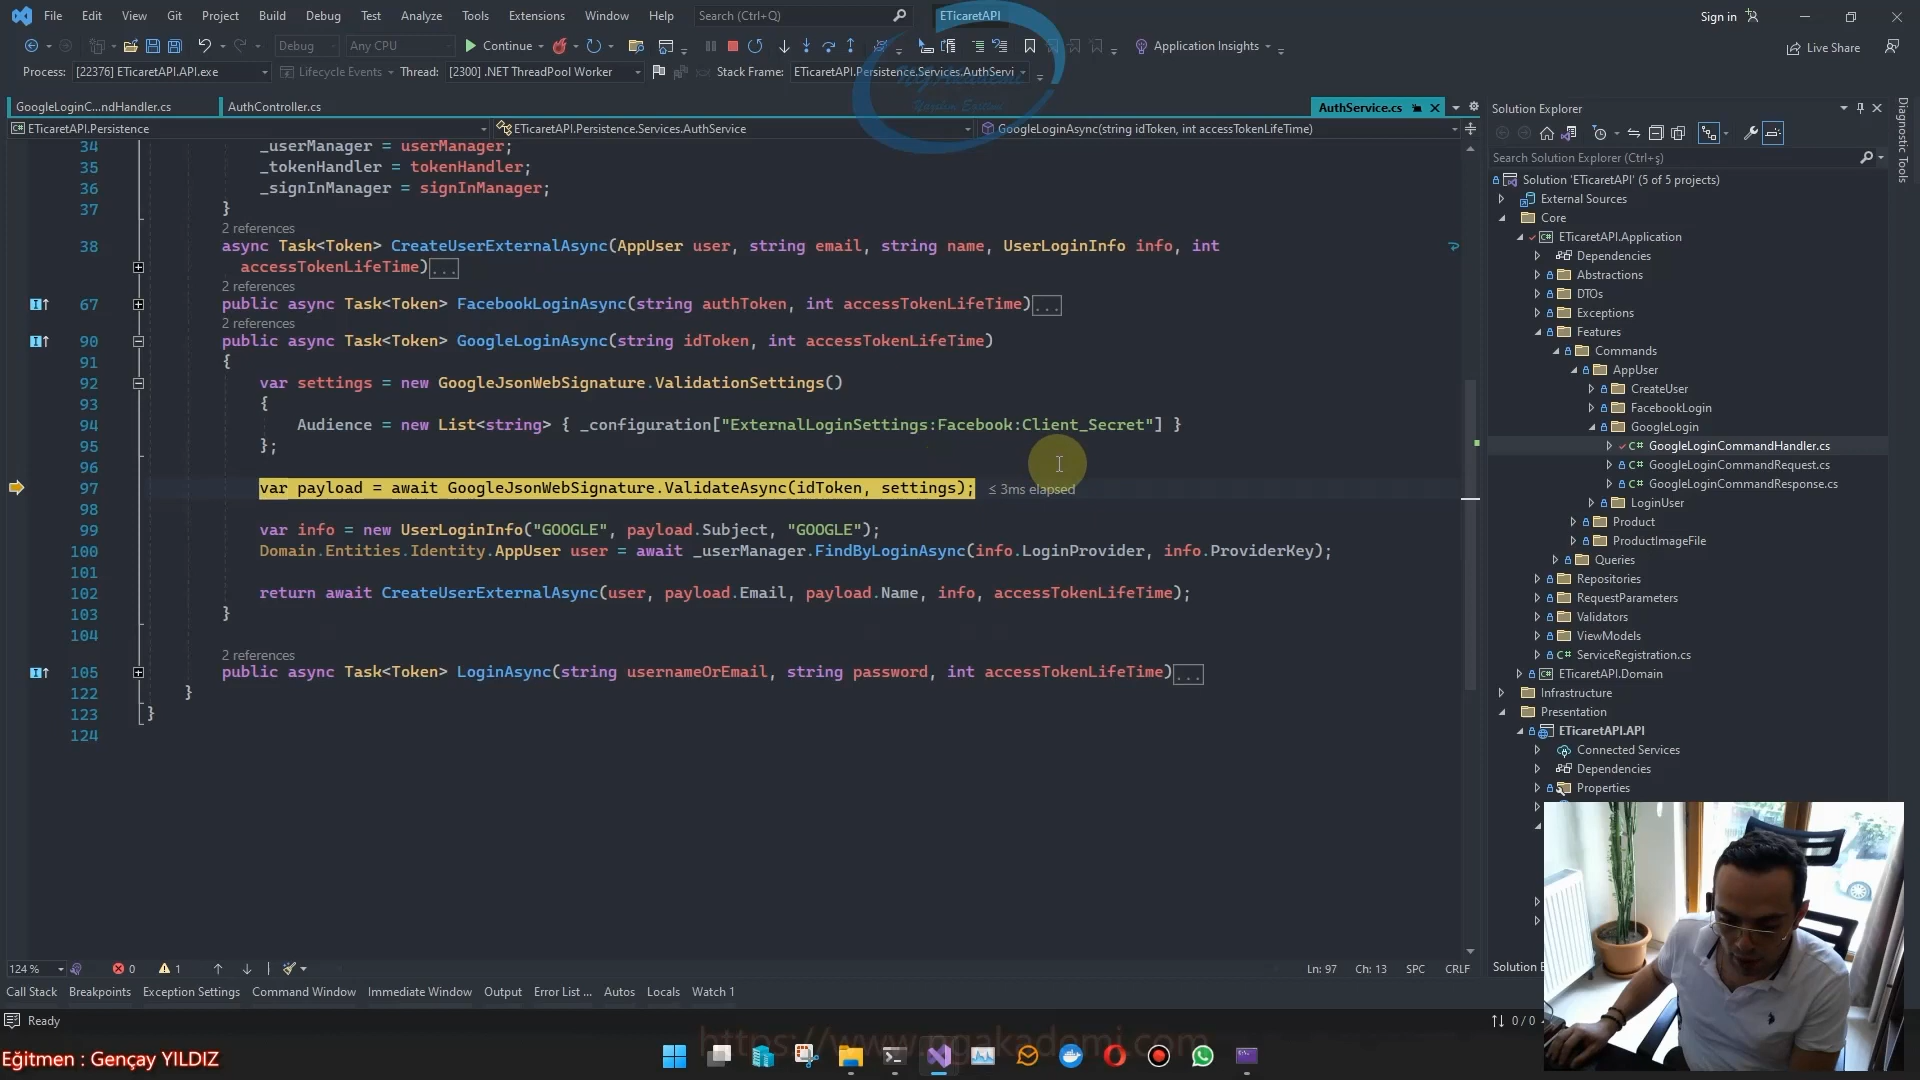 File Edit View Git Project Build Debug Test Analyze Tools Extensions Window Help Search (Ctrl+Q) ETicaretAPI Sign in
Debug Any CPU Continue Application Insights Live Share
Process: [22376] ETicaretAPI.API.exe Lifecycle Events Thread: [2300] .NET ThreadPool Worker Stack Frame: ETicaretAPI.Persistence.Services.AuthServi
GoogleLoginC...ndHandler.cs AuthController.cs AuthService.cs
ETicaretAPI.Persistence ETicaretAPI.Persistence.Services.AuthService GoogleLoginAsync(string idToken, int accessTokenLifeTime)
34 _userManager = userManager;
35 _tokenHandler = tokenHandler;
36 _signInManager = signInManager;
37 }
2 references
38 async Task<Token> CreateUserExternalAsync(AppUser user, string email, string name, UserLoginInfo info, int
accessTokenLifeTime)...
2 references
67 public async Task<Token> FacebookLoginAsync(string authToken, int accessTokenLifeTime)...
2 references
90 public async Task<Token> GoogleLoginAsync(string idToken, int accessTokenLifeTime)
91 {
92 var settings = new GoogleJsonWebSignature.ValidationSettings()
93 {
94 Audience = new List<string> { _configuration["ExternalLoginSettings:Facebook:Client_Secret"] }
95 };
96
97 var payload = await GoogleJsonWebSignature.ValidateAsync(idToken, settings); ≤ 3ms elapsed
98
99 var info = new UserLoginInfo("GOOGLE", payload.Subject, "GOOGLE");
100 Domain.Entities.Identity.AppUser user = await _userManager.FindByLoginAsync(info.LoginProvider, info.ProviderKey);
101
102 return await CreateUserExternalAsync(user, payload.Email, payload.Name, info, accessTokenLifeTime);
103 }
104
2 references
105 public async Task<Token> LoginAsync(string usernameOrEmail, string password, int accessTokenLifeTime)...
122 }
123 }
124
124 % 0 1 Ln: 97 Ch: 13 SPC CRLF
Call Stack Breakpoints Exception Settings Command Window Immediate Window Output Error List ... Autos Locals Watch 1
Ready 0 / 0
Solution Explorer
Search Solution Explorer (Ctrl+ş)
Solution 'ETicaretAPI' (5 of 5 projects)
External Sources
Core
ETicaretAPI.Application
Dependencies
Abstractions
DTOs
Exceptions
Features
Commands
AppUser
CreateUser
FacebookLogin
GoogleLogin
GoogleLoginCommandHandler.cs
GoogleLoginCommandRequest.cs
GoogleLoginCommandResponse.cs
LoginUser
Product
ProductImageFile
Queries
Repositories
RequestParameters
Validators
ViewModels
ServiceRegistration.cs
ETicaretAPI.Domain
Infrastructure
Presentation
ETicaretAPI.API
Connected Services
Dependencies
Properties
Solution E
Diagnostic Tools
https://www.ngakademi.com
Eğitmen : Gençay YILDIZ